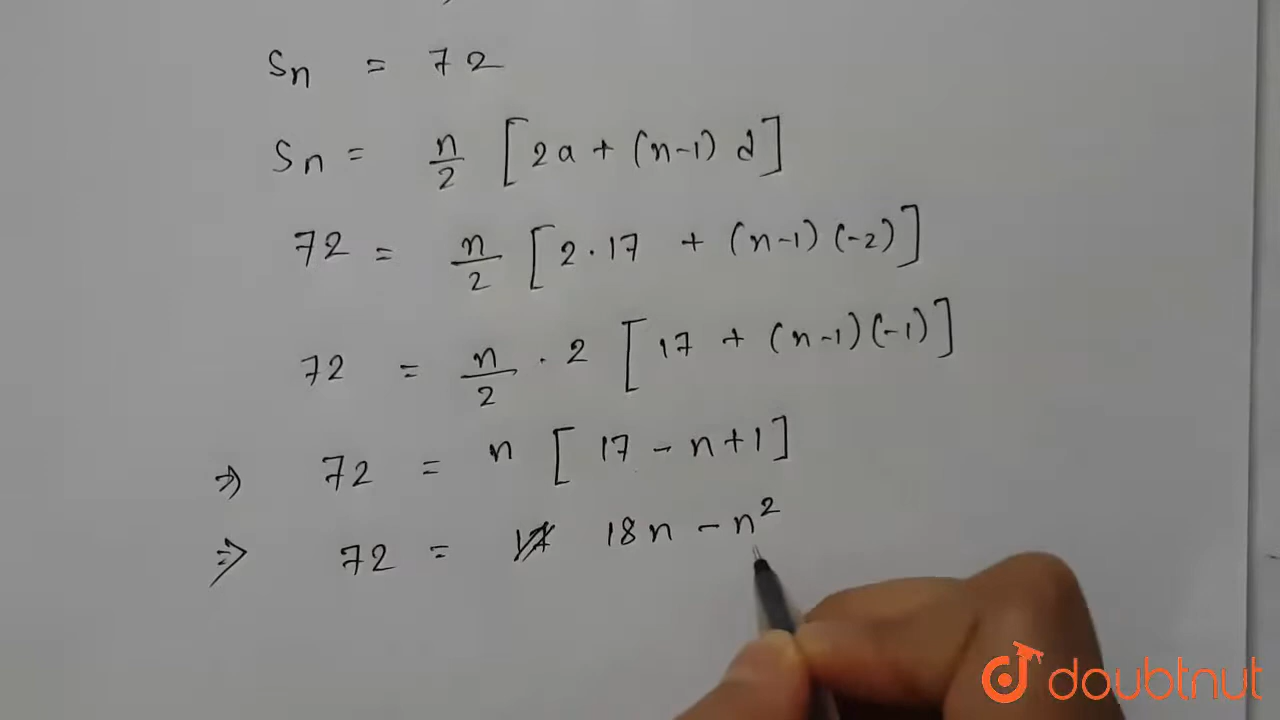 Sn = 72
Sn = n/2 [2a + (n-1) d]
72 = n/2 [2·17 + (n-1)(-2)]
72 = n/2 · 2 [17 + (n-1)(-1)]
⇒ 72 = n [17 - n + 1]
⇒ 72 = 18n - n²
doubtnut